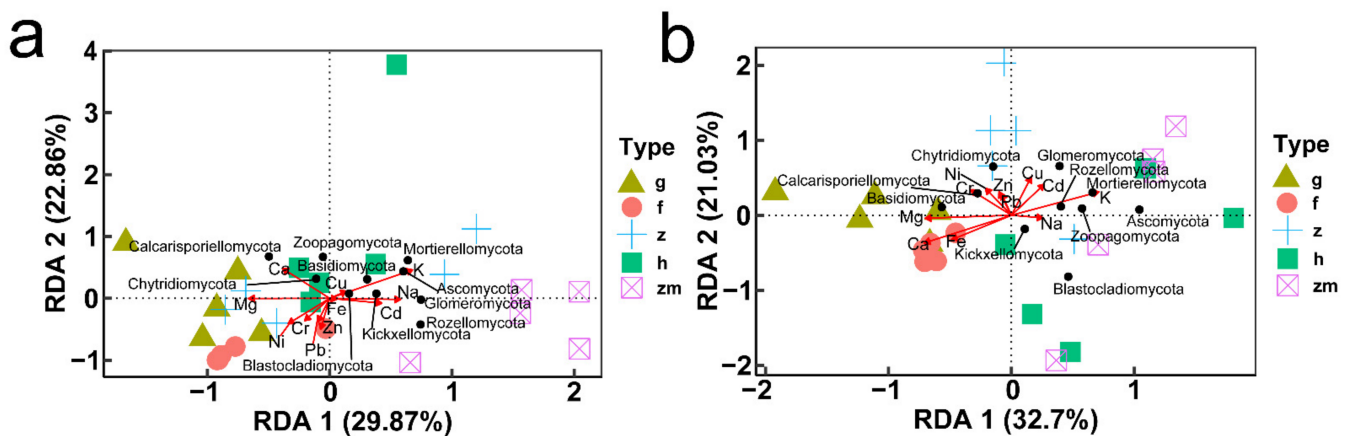 a
RDA 2 (22.86%)
4
3
2
1
0
−1
−1
0
1
2
RDA 1 (29.87%)
Calcarisporiellomycota
Zoopagomycota
Mortierellomycota
Ca
Basidiomycota
K
Chytridiomycota
Cu
Ascomycota
Mg
Na
Glomeromycota
Fe
Cd
Cr
Zn
Rozellomycota
Ni
Kickxellomycota
Pb
Blastocladiomycota
Type
g
f
z
h
zm
b
RDA 2 (21.03%)
2
1
0
−1
−2
−2
−1
0
1
RDA 1 (32.7%)
Chytridiomycota
Glomeromycota
Ni
Cu
Rozellomycota
Calcarisporiellomycota
Cr
Zn
Cd
Mortierellomycota
Basidiomycota
Pb
K
Mg
Na
Ascomycota
Ca
Fe
Zoopagomycota
Kickxellomycota
Blastocladiomycota
Type
g
f
z
h
zm